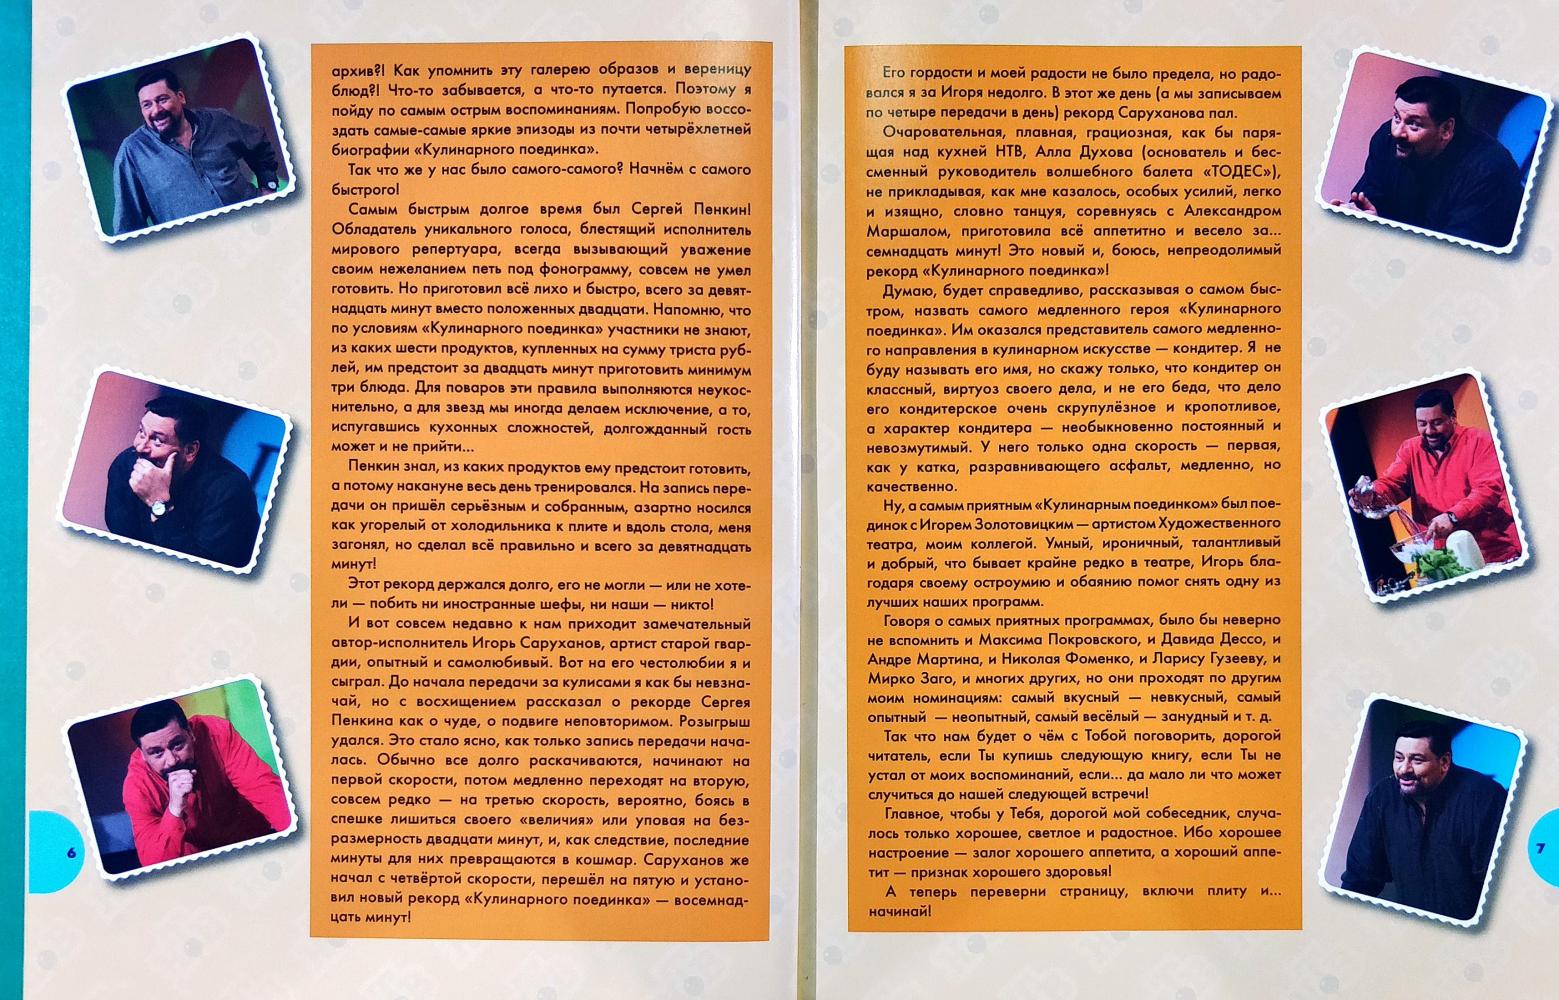 архив?! Как упомнить эту галерею образов и вереницу
блюд?! Что-то забывается, а что-то путается. Поэтому я
пойду по самым острым воспоминаниям. Попробую воссо-
здать самые-самые яркие эпизоды из почти четырёхлетней
биографии «Кулинарного поединка».
Так что же у нас было самого-самого? Начнём с самого
быстрого!
Самым быстрым долгое время был Сергей Пенкин!
Обладатель уникального голоса, блестящий исполнитель
мирового репертуара, всегда вызывающий уважение
своим нежеланием петь под фонограмму, совсем не умел
готовить. Но приготовил всё лихо и быстро, всего за девят-
надцать минут вместо положенных двадцати. Напомню, что
по условиям «Кулинарного поединка» участники не знают,
из каких шести продуктов, купленных на сумму триста руб-
лей, им предстоит за двадцать минут приготовить минимум
три блюда. Для поваров эти правила выполняются неукос-
нительно, а для звезд мы иногда делаем исключение, а то,
испугавшись кухонных сложностей, долгожданный гость
может и не прийти...
Пенкин знал, из каких продуктов ему предстоит готовить,
а потому накануне весь день тренировался. На запись пере-
дачи он пришёл серьёзным и собранным, азартно носился
как угорелый от холодильника к плите и вдоль стола, меня
загонял, но сделал всё правильно и всего за девятнадцать
минут!
Этот рекорд держался долго, его не могли — или не хоте-
ли — побить ни иностранные шефы, ни наши — никто!
И вот совсем недавно к нам приходит замечательный
автор-исполнитель Игорь Саруханов, артист старой гвар-
дии, опытный и самолюбивый. Вот на его честолюбии я и
сыграл. До начала передачи за кулисами я как бы невзна-
чай, но с восхищением рассказал о рекорде Сергея
Пенкина как о чуде, о подвиге неповторимом. Розыгрыш
удался. Это стало ясно, как только запись передачи нача-
лась. Обычно все долго раскачиваются, начинают на
первой скорости, потом медленно переходят на вторую,
совсем редко — на третью скорость, вероятно, боясь в
спешке лишиться своего «величия» или уповая на без-
размерность двадцати минут, и, как следствие, последние
минуты для них превращаются в кошмар. Саруханов же
начал с четвёртой скорости, перешёл на пятую и устано-
вил новый рекорд «Кулинарного поединка» — восемнад-
цать минут!
6
Его гордости и моей радости не было предела, но радо-
вался я за Игоря недолго. В этот же день (а мы записываем
по четыре передачи в день) рекорд Саруханова пал.
Очаровательная, плавная, грациозная, как бы паря-
щая над кухней НТВ, Алла Духова (основатель и бес-
сменный руководитель волшебного балета «ТОДЕС»),
не прикладывая, как мне казалось, особых усилий, легко
и изящно, словно танцуя, соревнуясь с Александром
Маршалом, приготовила всё аппетитно и весело за...
семнадцать минут! Это новый и, боюсь, непреодолимый
рекорд «Кулинарного поединка»!
Думаю, будет справедливо, рассказывая о самом быс-
тром, назвать самого медленного героя «Кулинарного
поединка». Им оказался представитель самого медленно-
го направления в кулинарном искусстве — кондитер. Я не
буду называть его имя, но скажу только, что кондитер он
классный, виртуоз своего дела, и не его беда, что дело
его кондитерское очень скрупулёзное и кропотливое,
а характер кондитера — необыкновенно постоянный и
невозмутимый. У него только одна скорость — первая,
как у катка, разравнивающего асфальт, медленно, но
качественно.
Ну, а самым приятным «Кулинарным поединком» был пое-
динок с Игорем Золотовицким — артистом Художественного
театра, моим коллегой. Умный, ироничный, талантливый
и добрый, что бывает крайне редко в театре, Игорь бла-
годаря своему остроумию и обаянию помог снять одну из
лучших наших программ.
Говоря о самых приятных программах, было бы неверно
не вспомнить и Максима Покровского, и Давида Дессо, и
Андре Мартина, и Николая Фоменко, и Ларису Гузееву, и
Мирко Заго, и многих других, но они проходят по другим
моим номинациям: самый вкусный — невкусный, самый
опытный — неопытный, самый весёлый — занудный и т. д.
Так что нам будет о чём с Тобой поговорить, дорогой
читатель, если Ты купишь следующую книгу, если Ты не
устал от моих воспоминаний, если... да мало ли что может
случиться до нашей следующей встречи!
Главное, чтобы у Тебя, дорогой мой собеседник, случа-
лось только хорошее, светлое и радостное. Ибо хорошее
настроение — залог хорошего аппетита, а хороший аппе-
тит — признак хорошего здоровья!
А теперь переверни страницу, включи плиту и...
начинай!
7